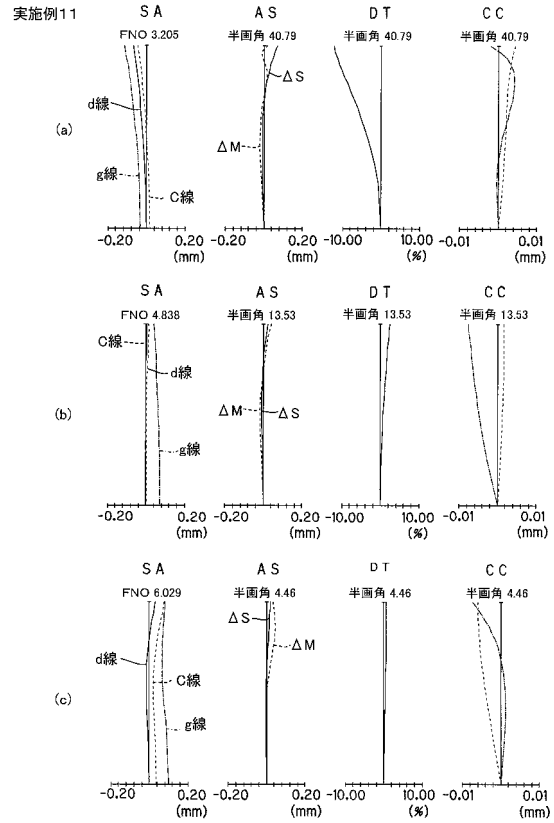 実施例11
SA AS DT CC
FNO 3.205 半画角 40.79 半画角 40.79 半画角 40.79
ΔS
d線
(a)
ΔM
g線
C線
-0.20 0.20 -0.20 0.20 -10.00 10.00 -0.01 0.01
(mm) (mm) (%) (mm)
SA AS DT CC
FNO 4.838 半画角 13.53 半画角 13.53 半画角 13.53
C線
d線
(b)
ΔM ΔS
g線
-0.20 0.20 -0.20 0.20 -10.00 10.00 -0.01 0.01
(mm) (mm) (%) (mm)
SA AS DT CC
FNO 6.029 半画角 4.46 半画角 4.46 半画角 4.46
ΔS
ΔM
d線
C線
(c)
g線
-0.20 0.20 -0.20 0.20 -10.00 10.00 -0.01 0.01
(mm) (mm) (%) (mm)